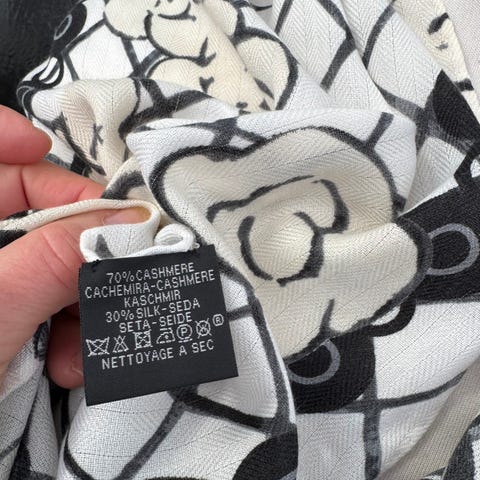 70%CASHMERE
CACHEMIRA-CASHMERE
KASCHMIR
30%SILK-SEDA
SETA-SEIDE
P ®
NETTOYAGE A SEC